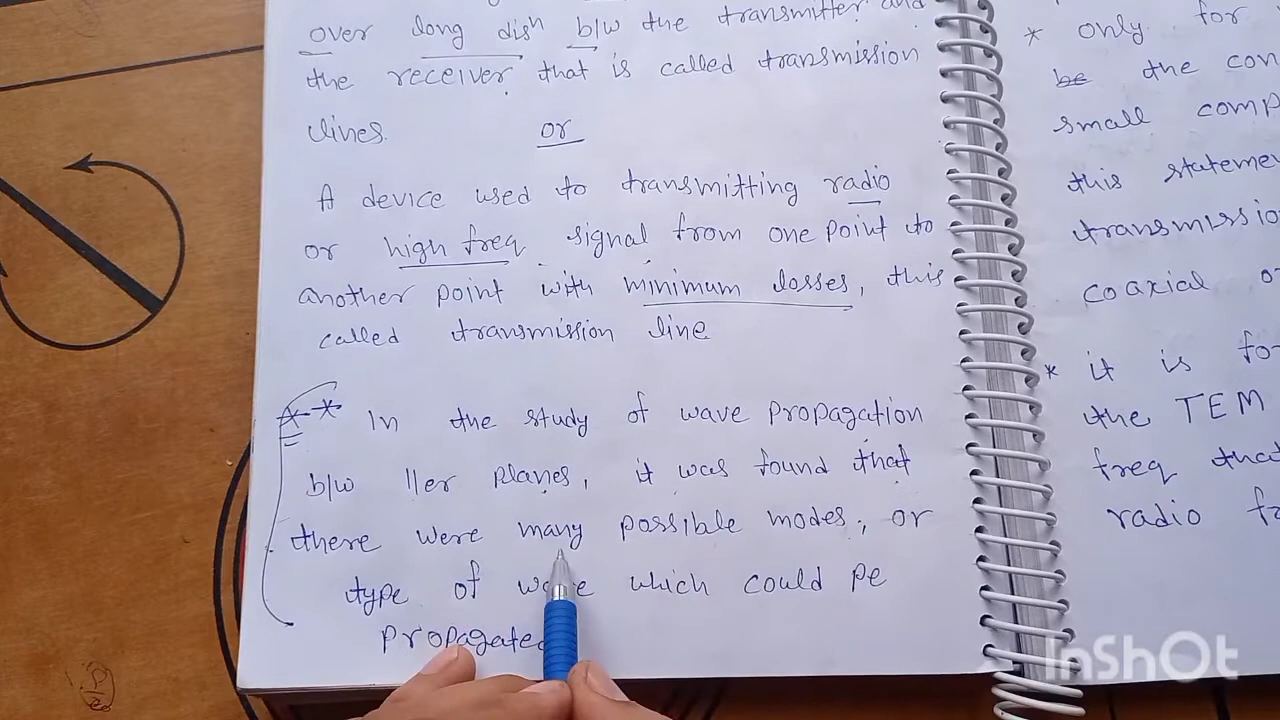 over long dish b/w the transmitter and
the receiver that is called transmission
lines.
or
A device used to transmitting radio
or high freq signal from one point to
another point with minimum losses, this
called transmission line
** In the study of wave propagation
b/w ller planes, it was found that
there were many possible modes, or
type of wave which could pe
propagated
* only for
be the con
small comp
this stateme
transmissio
coaxial o
* it is fo
the TEM
freq that
radio f
InShOt